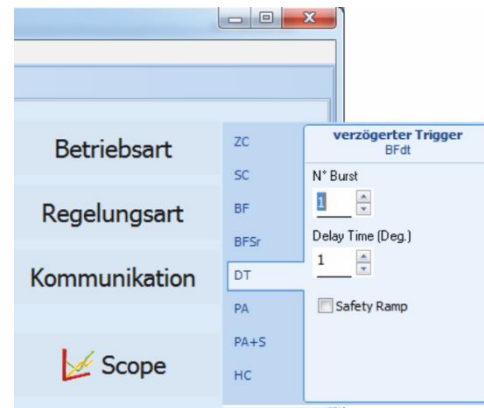 Betriebsart
Regelungsart
Kommunikation
Scope
ZC
SC
BF
BFSr
DT
PA
PA+S
HC
verzögerter Trigger
BFdt
N° Burst
1
Delay Time (Deg.)
1
Safety Ramp